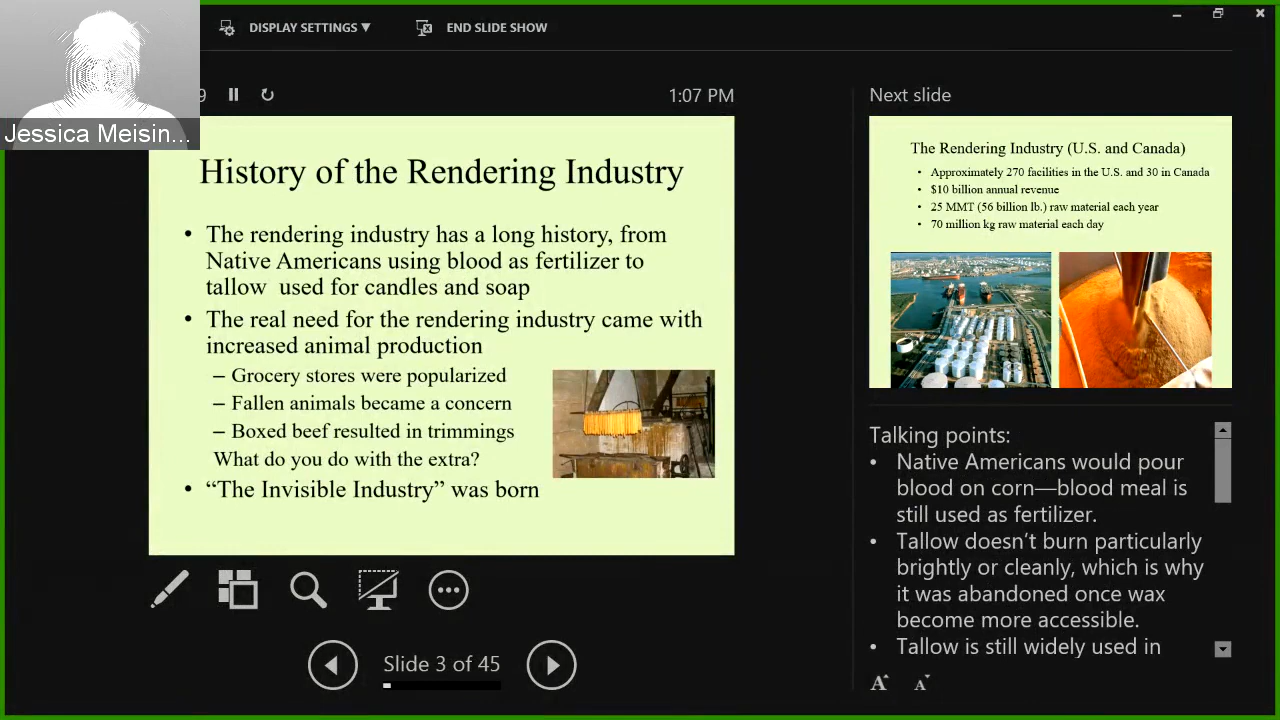 DISPLAY SETTINGS ▼
END SLIDE SHOW
Jessica Meisin...
9
1:07 PM
History of the Rendering Industry
• The rendering industry has a long history, from
Native Americans using blood as fertilizer to
tallow used for candles and soap
• The real need for the rendering industry came with
increased animal production
– Grocery stores were popularized
– Fallen animals became a concern
– Boxed beef resulted in trimmings
What do you do with the extra?
• “The Invisible Industry” was born
Slide 3 of 45
Next slide
The Rendering Industry (U.S. and Canada)
• Approximately 270 facilities in the U.S. and 30 in Canada
• $10 billion annual revenue
• 25 MMT (56 billion lb.) raw material each year
• 70 million kg raw material each day
Talking points:
• Native Americans would pour
blood on corn—blood meal is
still used as fertilizer.
• Tallow doesn’t burn particularly
brightly or cleanly, which is why
it was abandoned once wax
become more accessible.
• Tallow is still widely used in
A A